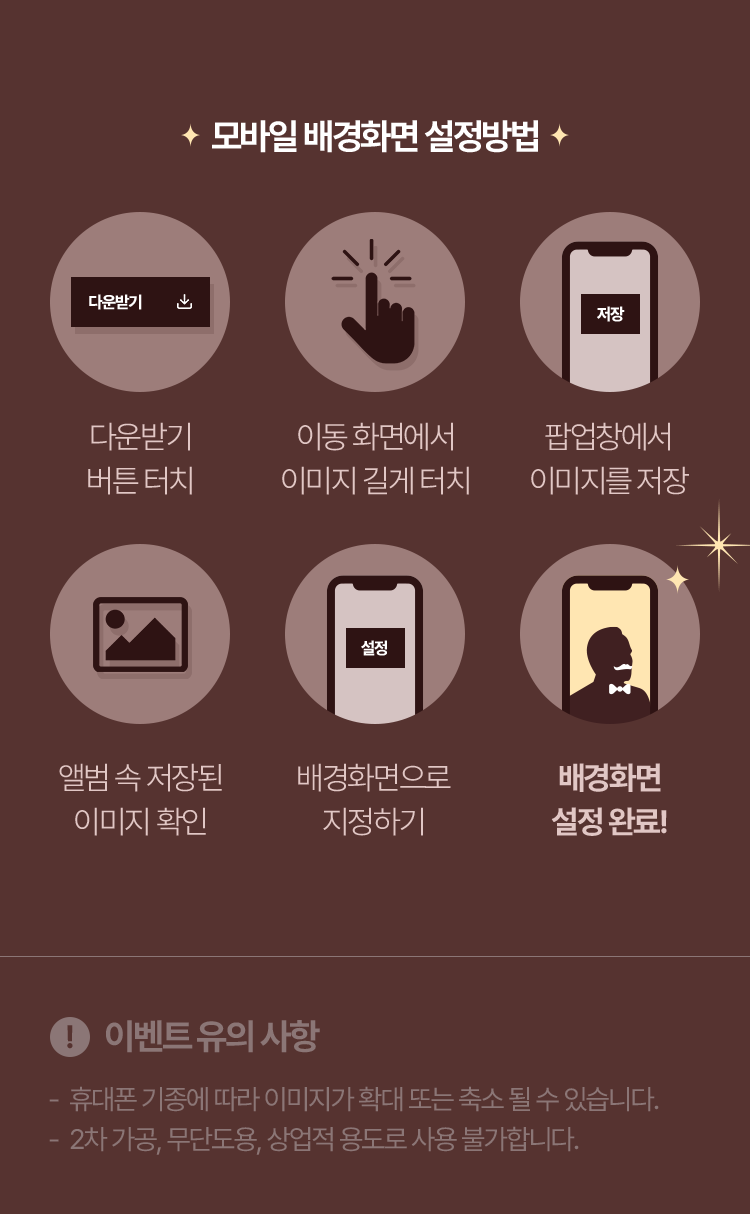 모바일 배경화면 설정방법
다운받기
저장
다운받기
버튼 터치
이동 화면에서
이미지 길게 터치
팝업창에서
이미지를 저장
설정
앨범 속 저장된
이미지 확인
배경화면으로
지정하기
배경화면
설정 완료!
! 이벤트 유의 사항
- 휴대폰 기종에 따라 이미지가 확대 또는 축소 될 수 있습니다.
- 2차 가공, 무단도용, 상업적 용도로 사용 불가합니다.